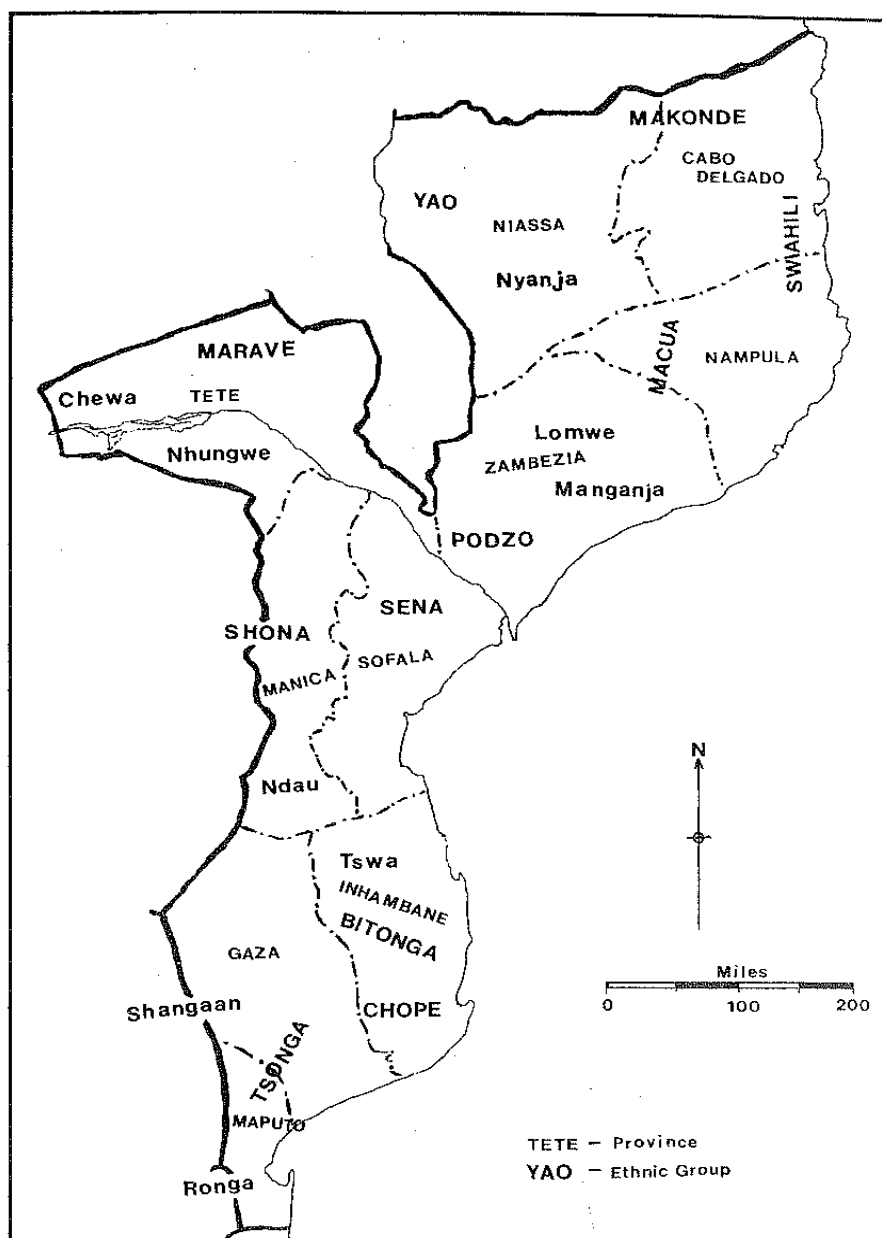 MAKONDE
CABO
DELGADO
YAO
NIASSA
SWIAHILI
Nyanja
MARAVE
MACUA
NAMPULA
Chewa
TETE
Lomwe
Nhungwe
ZAMBEZIA
Manganja
PODZO
SENA
SHONA
SOFALA
MANICA
N
Ndau
Tswa
INHAMBANE
BITONGA
GAZA
Miles
0 100 200
Shangaan
CHOPE
TSONGA
MAPUTO
TETE – Province
YAO – Ethnic Group
Ronga